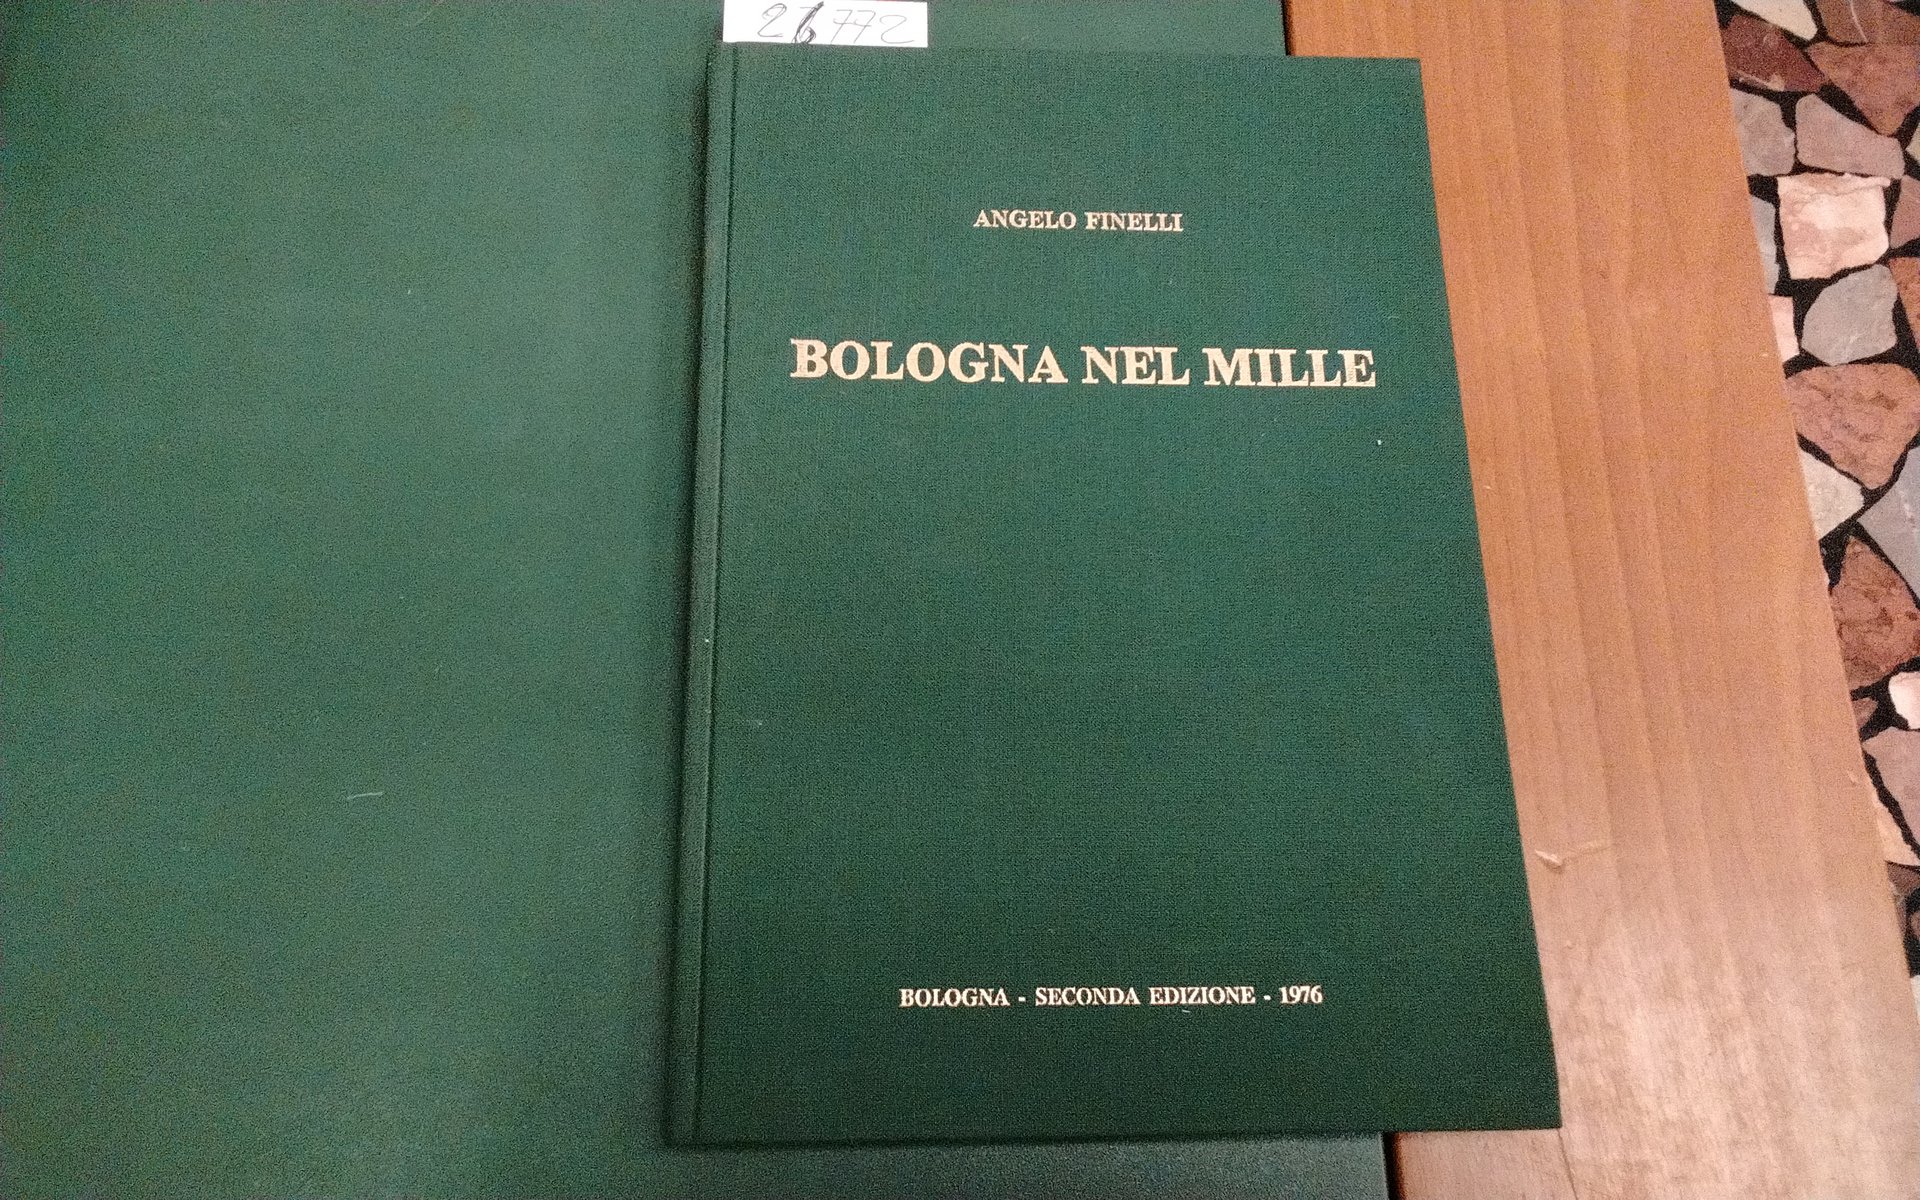 ANGELO FINELLI
BOLOGNA NEL MILLE
BOLOGNA - SECONDA EDIZIONE - 1976